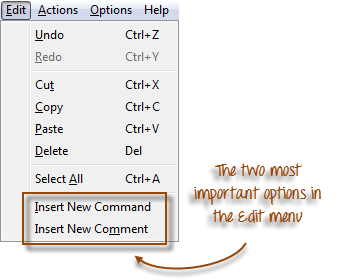 Edit Actions Options Help
Undo Ctrl+Z
Redo Ctrl+Y
Cut Ctrl+X
Copy Ctrl+C
Paste Ctrl+V
Delete Del
Select All Ctrl+A
Insert New Command
Insert New Comment
The two most
important options in
the Edit menu